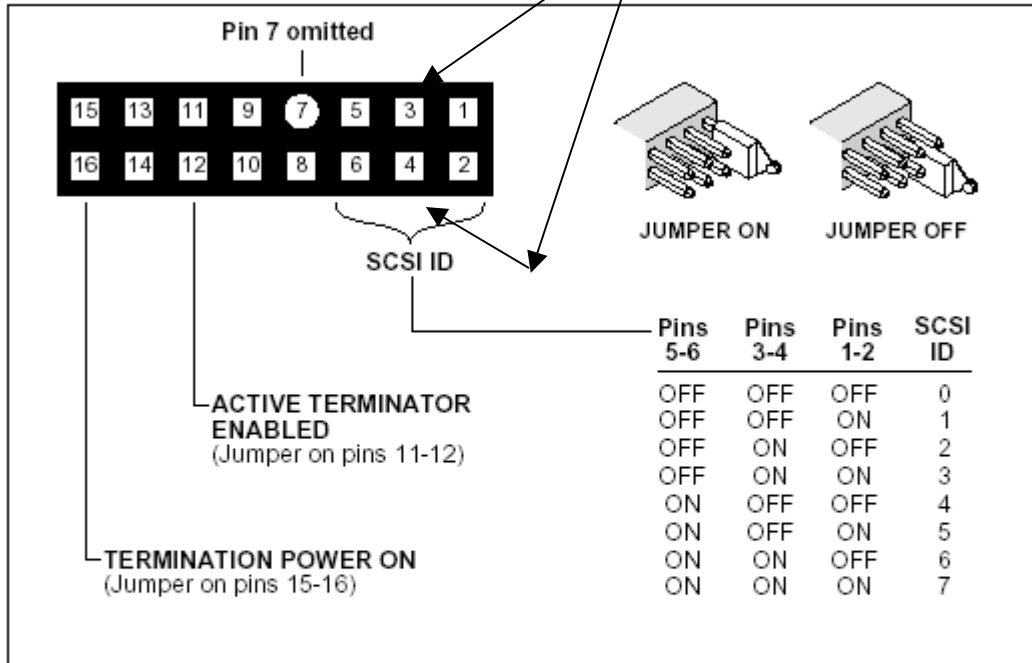 Pin 7 omitted
15 13 11 9 7 5 3 1
16 14 12 10 8 6 4 2
JUMPER ON
JUMPER OFF
SCSI ID
Pins 5-6 Pins 3-4 Pins 1-2 SCSI ID
OFF OFF OFF 0
OFF OFF ON 1
OFF ON OFF 2
OFF ON ON 3
ON OFF OFF 4
ON OFF ON 5
ON ON OFF 6
ON ON ON 7
ACTIVE TERMINATOR
ENABLED
(Jumper on pins 11-12)
TERMINATION POWER ON
(Jumper on pins 15-16)